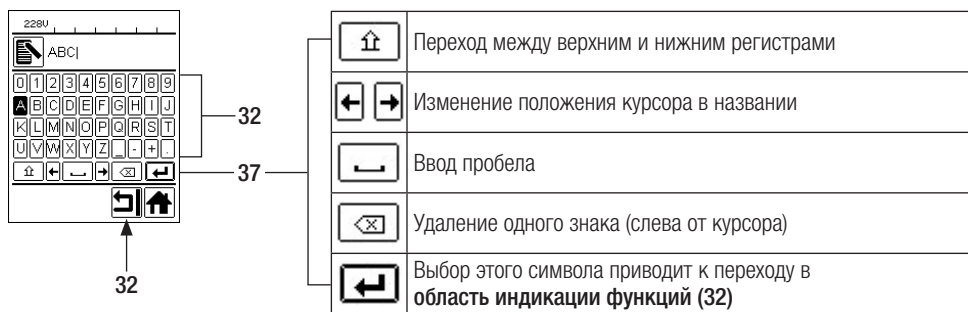 228V
ABC|
0 1 2 3 4 5 6 7 8 9
A B C D E F G H I J
K L M N O P Q R S T
U V W X Y Z _ - + .
32
37
32
Переход между верхним и нижним регистрами
Изменение положения курсора в названии
Ввод пробела
Удаление одного знака (слева от курсора)
Выбор этого символа приводит к переходу в
область индикации функций (32)